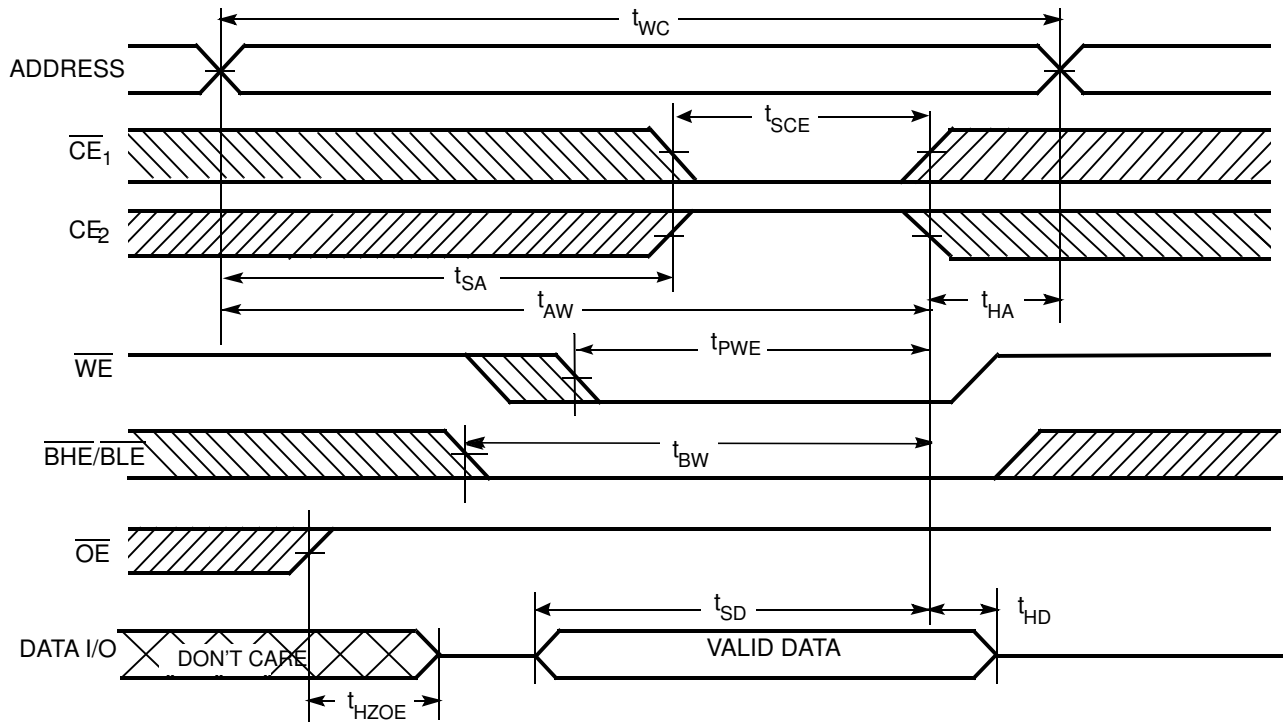 tWC
ADDRESS
tSCE
CE1
CE2
tSA
tAW
tHA
tPWE
WE
BHE/BLE
tBW
OE
tSD
tHD
DATA I/O
DON'T CARE
VALID DATA
tHZOE